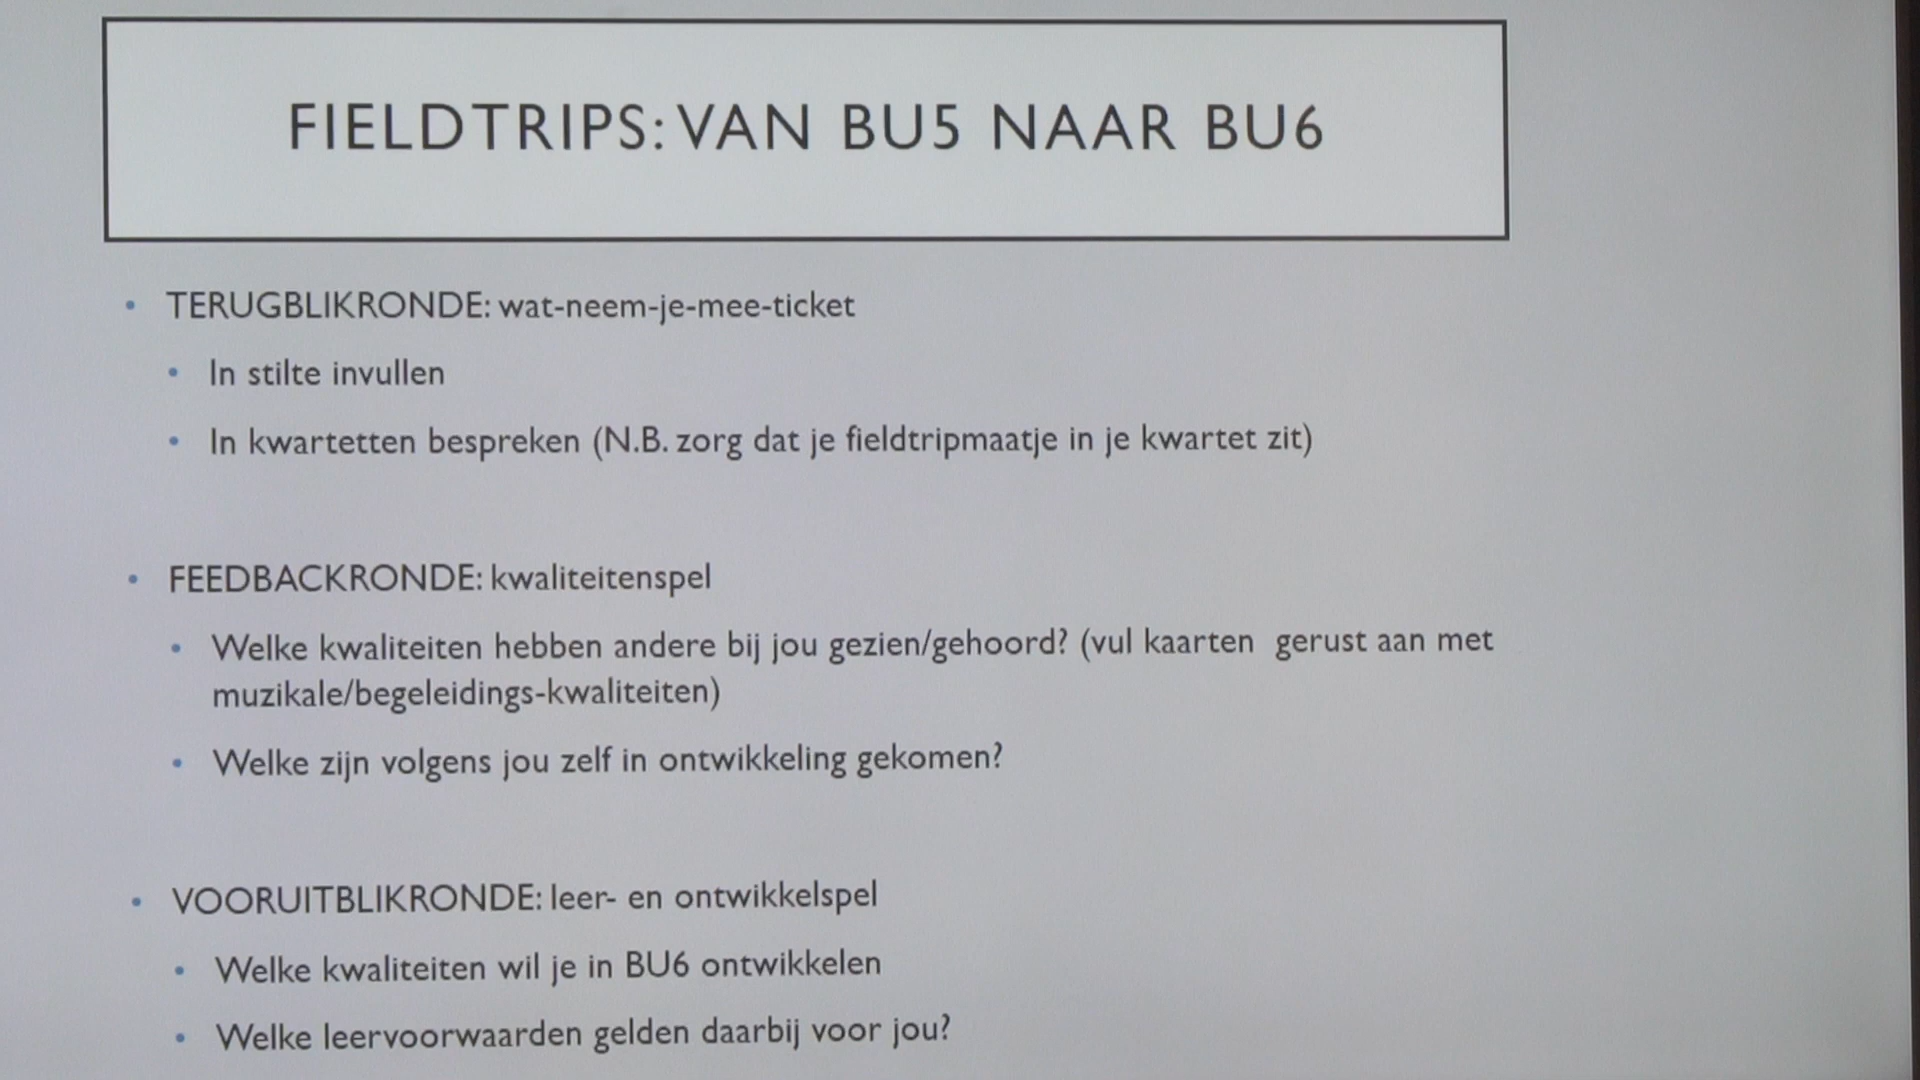 FIELDTRIPS: VAN BU5 NAAR BU6
• TERUGBLIKRONDE: wat-neem-je-mee-ticket
• In stilte invullen
• In kwartetten bespreken (N.B. zorg dat je fieldtripmaatje in je kwartet zit)
• FEEDBACKRONDE: kwaliteitenspel
• Welke kwaliteiten hebben andere bij jou gezien/gehoord? (vul kaarten gerust aan met
muzikale/begeleidings-kwaliteiten)
• Welke zijn volgens jou zelf in ontwikkeling gekomen?
• VOORUITBLIKRONDE: leer- en ontwikkelspel
• Welke kwaliteiten wil je in BU6 ontwikkelen
• Welke leervoorwaarden gelden daarbij voor jou?